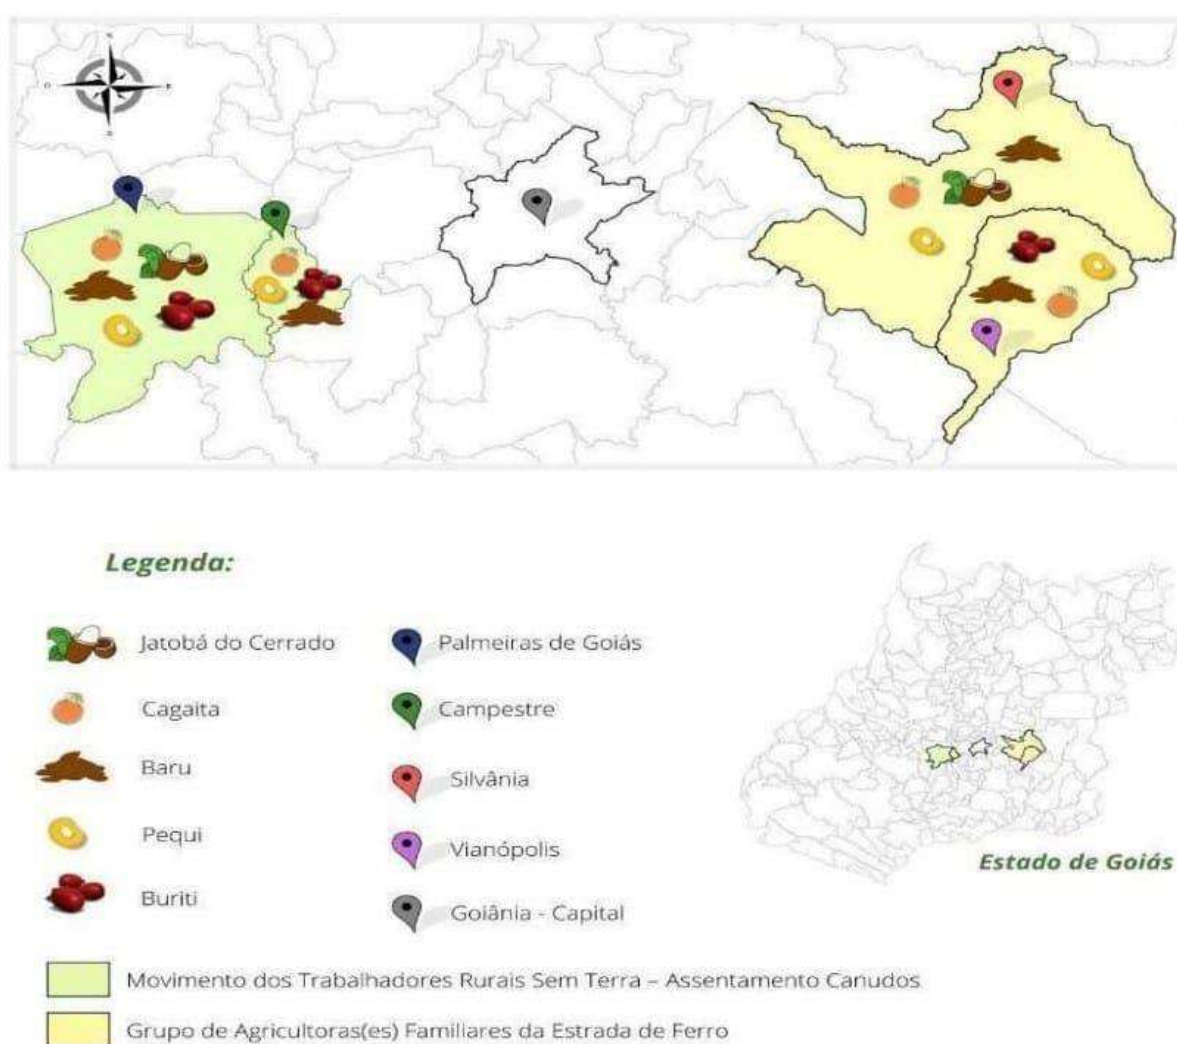 Legenda:
Jatobá do Cerrado
Cagaita
Baru
Pequi
Buriti
Palmeiras de Goiás
Campestre
Silvânia
Vianópolis
Goiânia - Capital
Estado de Goiás
Movimento dos Trabalhadores Rurais Sem Terra – Assentamento Canudos
Grupo de Agricultoras(es) Familiares da Estrada de Ferro